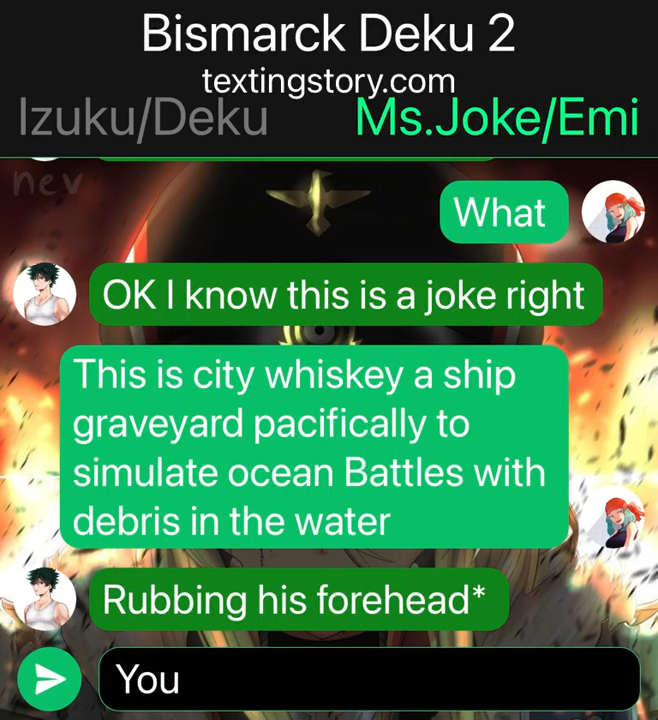 Bismarck Deku 2
textingstory.com
Izuku/Deku Ms.Joke/Emi
nev
What
OK I know this is a joke right
This is city whiskey a ship
graveyard pacifically to
simulate ocean Battles with
debris in the water
Rubbing his forehead*
You